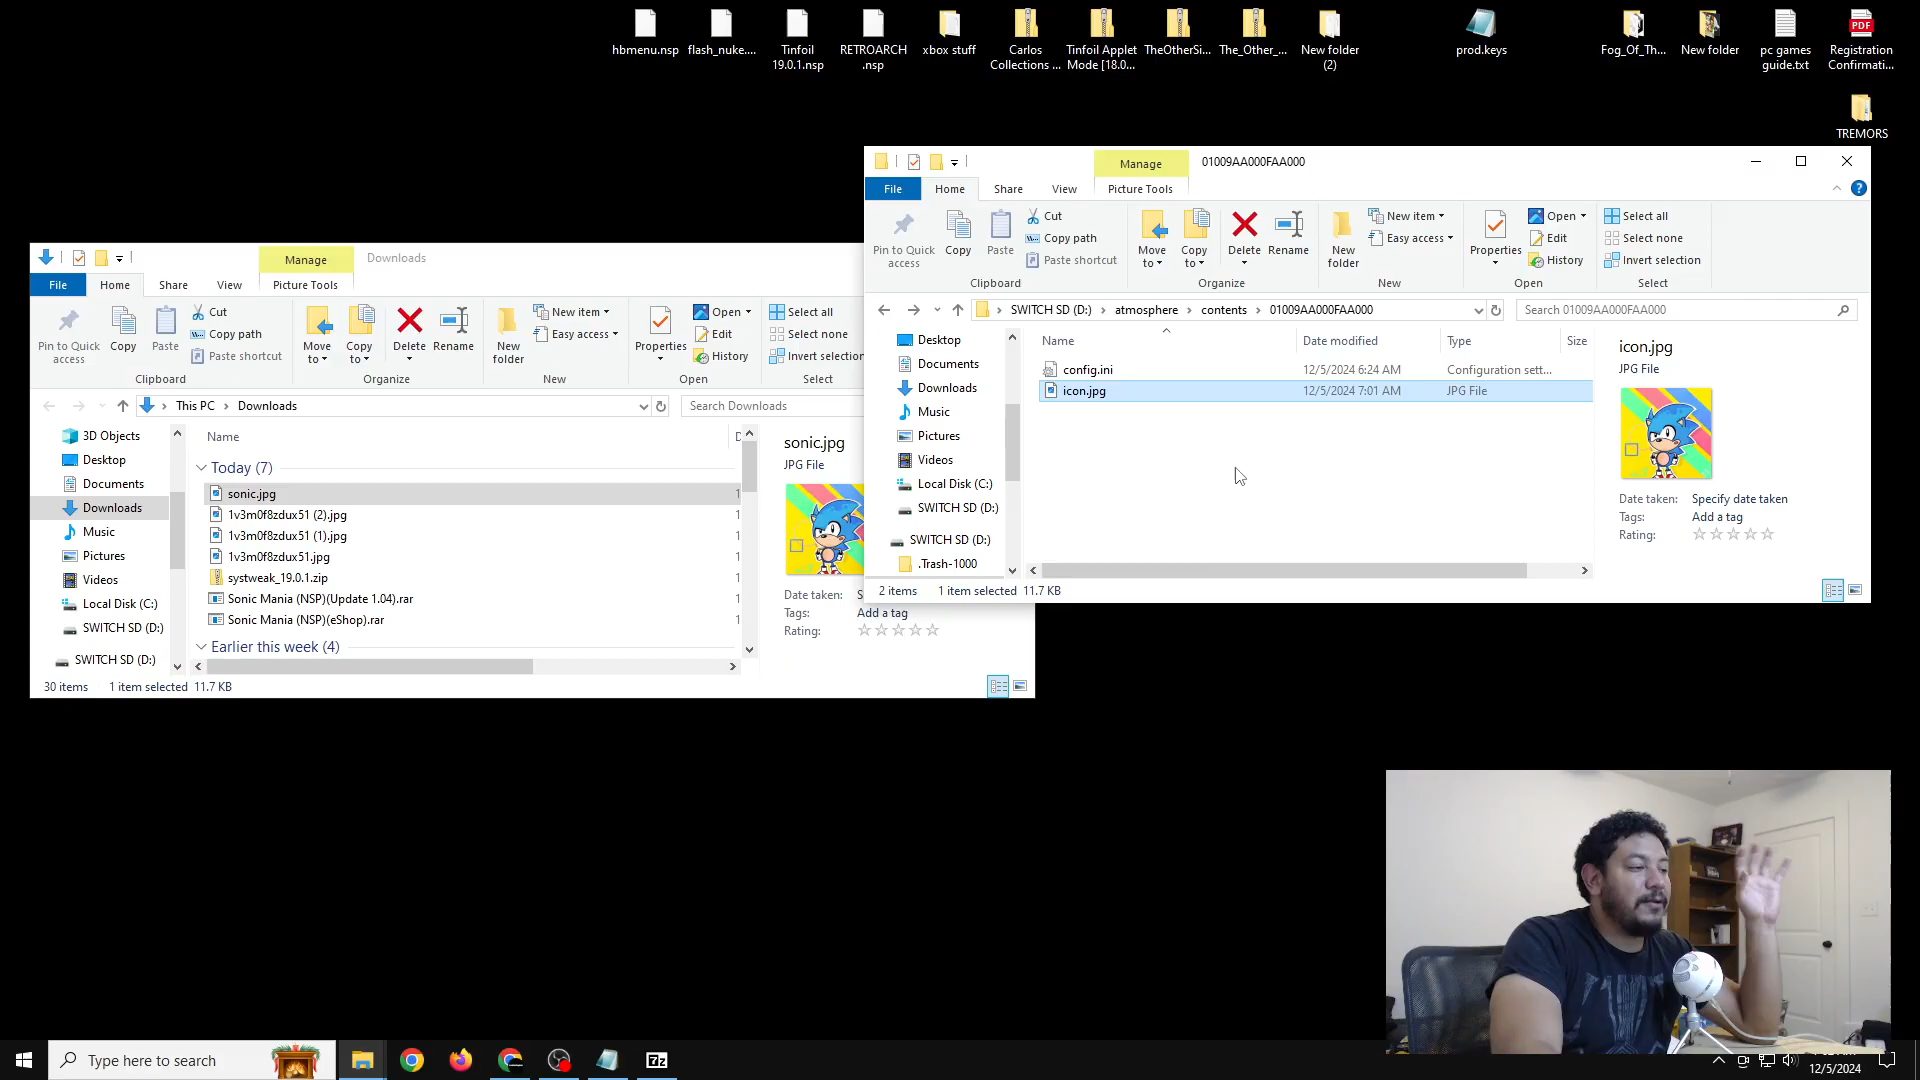 hbmenu.nsp
flash_nuke....
Tinfoil
19.0.1.nsp
RETROARCH
.nsp
xbox stuff
Carlos
Collections ...
Tinfoil Applet
Mode [18.0...
TheOtherSi...
The_Other_...
New folder
(2)
prod.keys
Fog_Of_Th...
New folder
pc games
guide.txt
PDF
Registration
Confirmati...
TREMORS
Manage
01009AA000FAA000
File
Home
Share
View
Picture Tools
Pin to Quick
access
Copy
Paste
Cut
Copy path
Paste shortcut
Clipboard
Move
to
Copy
to
Delete
Rename
Organize
New
folder
New item
Easy access
New
Properties
Open
Edit
History
Open
Select all
Select none
Invert selection
Select
SWITCH SD (D:)
atmosphere
contents
01009AA000FAA000
Search 01009AA000FAA000
Desktop
Documents
Downloads
Music
Pictures
Videos
Local Disk (C:)
SWITCH SD (D:)
SWITCH SD (D:)
.Trash-1000
Name
Date modified
Type
Size
config.ini
12/5/2024 6:24 AM
Configuration sett...
icon.jpg
12/5/2024 7:01 AM
JPG File
icon.jpg
JPG File
Date taken:
Specify date taken
Tags:
Add a tag
Rating:
2 items
1 item selected 11.7 KB
Manage
Downloads
File
Home
Share
View
Picture Tools
Pin to Quick
access
Copy
Paste
Cut
Copy path
Paste shortcut
Clipboard
Move
to
Copy
to
Delete
Rename
Organize
New
folder
New item
Easy access
New
Properties
Open
Edit
History
Open
Select all
Select none
Invert selection
Select
This PC
Downloads
Search Downloads
3D Objects
Desktop
Documents
Downloads
Music
Pictures
Videos
Local Disk (C:)
SWITCH SD (D:)
SWITCH SD (D:)
Name
Today (7)
sonic.jpg
1v3m0f8zdux51 (2).jpg
1v3m0f8zdux51 (1).jpg
1v3m0f8zdux51.jpg
systweak_19.0.1.zip
Sonic Mania (NSP)(Update 1.04).rar
Sonic Mania (NSP)(eShop).rar
Earlier this week (4)
sonic.jpg
JPG File
Date taken:
Tags:
Add a tag
Rating:
30 items
1 item selected 11.7 KB
Type here to search
7z
12/5/2024